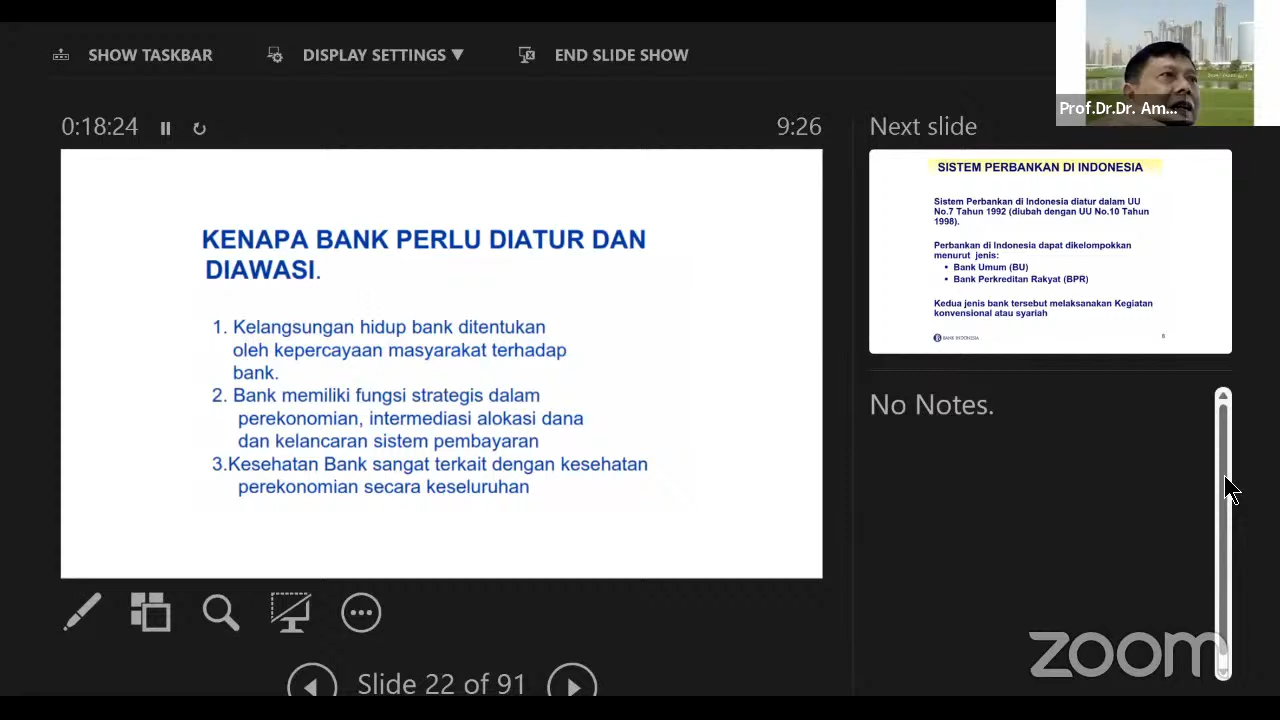 SHOW TASKBAR
DISPLAY SETTINGS ▼
END SLIDE SHOW
Prof.Dr.Dr. Am...
0:18:24
9:26
Next slide
KENAPA BANK PERLU DIATUR DAN
DIAWASI.
1. Kelangsungan hidup bank ditentukan
oleh kepercayaan masyarakat terhadap
bank.
2. Bank memiliki fungsi strategis dalam
perekonomian, intermediasi alokasi dana
dan kelancaran sistem pembayaran
3.Kesehatan Bank sangat terkait dengan kesehatan
perekonomian secara keseluruhan
SISTEM PERBANKAN DI INDONESIA
Sistem Perbankan di Indonesia diatur dalam UU
No.7 Tahun 1992 (diubah dengan UU No.10 Tahun
1998).
Perbankan di Indonesia dapat dikelompokkan
menurut jenis:
• Bank Umum (BU)
• Bank Perkreditan Rakyat (BPR)
Kedua jenis bank tersebut melaksanakan Kegiatan
konvensional atau syariah
BANK INDONESIA
No Notes.
Slide 22 of 91
zoom